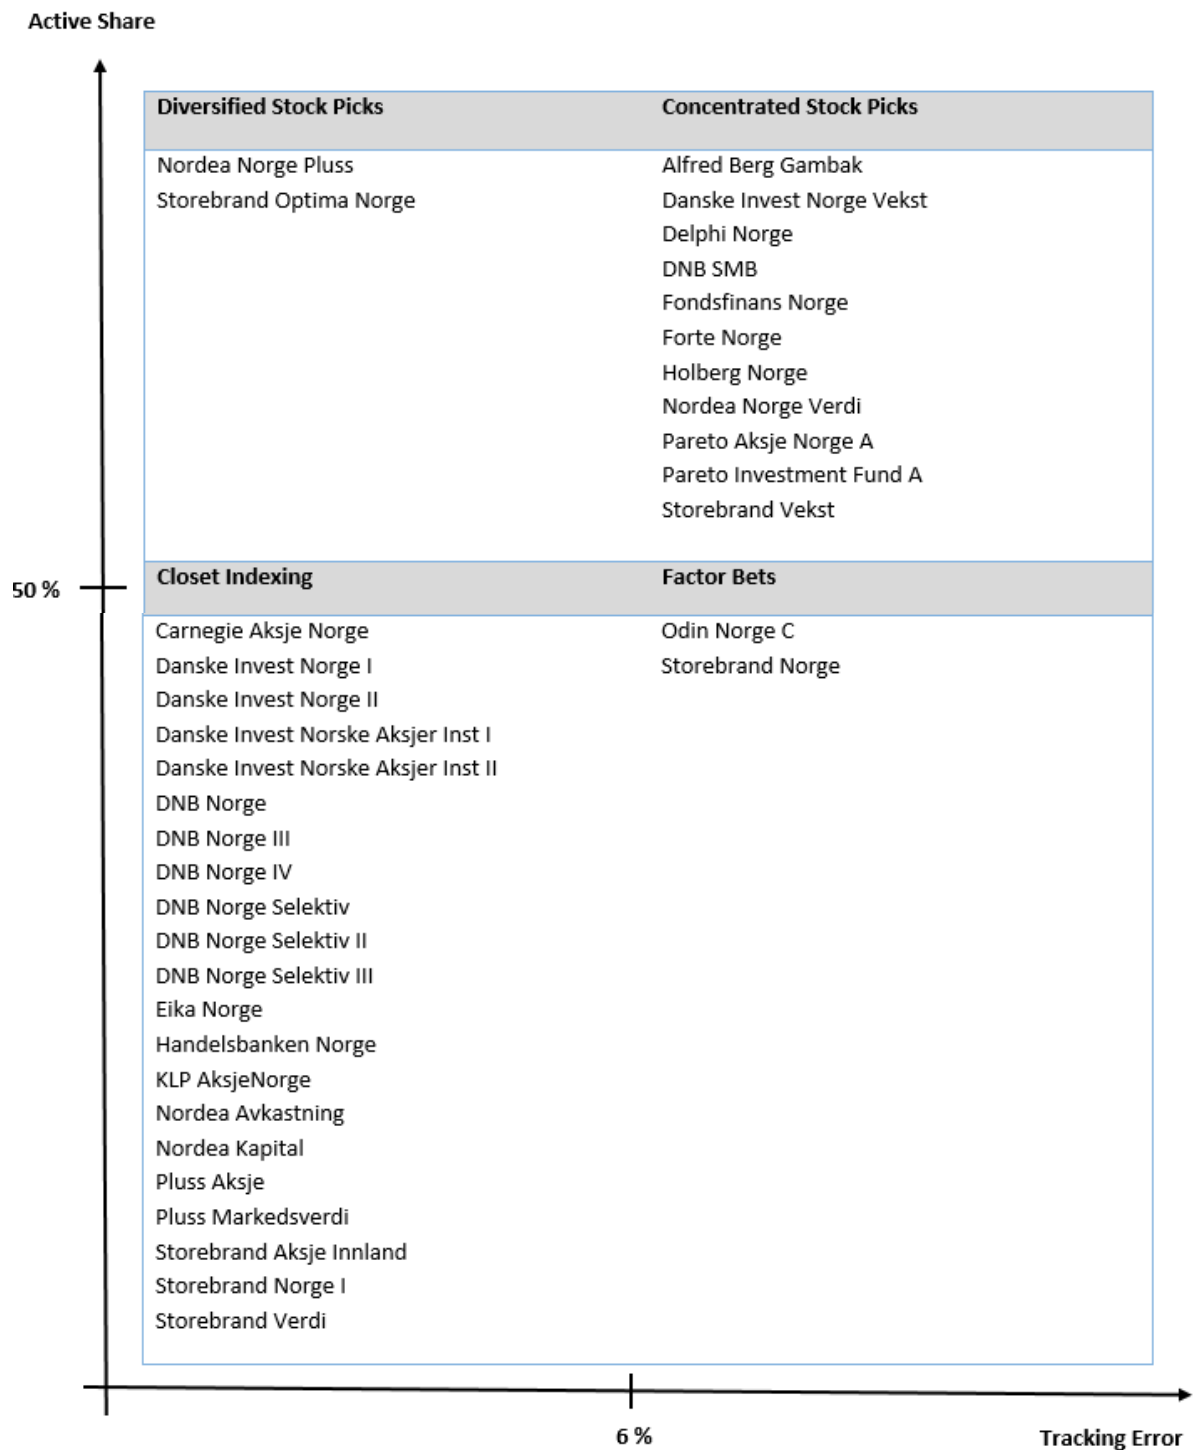 Active Share
Diversified Stock Picks
Concentrated Stock Picks
Nordea Norge Pluss
Storebrand Optima Norge
Alfred Berg Gambak
Danske Invest Norge Vekst
Delphi Norge
DNB SMB
Fondsfinans Norge
Forte Norge
Holberg Norge
Nordea Norge Verdi
Pareto Aksje Norge A
Pareto Investment Fund A
Storebrand Vekst
50 %
Closet Indexing
Factor Bets
Carnegie Aksje Norge
Danske Invest Norge I
Danske Invest Norge II
Danske Invest Norske Aksjer Inst I
Danske Invest Norske Aksjer Inst II
DNB Norge
DNB Norge III
DNB Norge IV
DNB Norge Selektiv
DNB Norge Selektiv II
DNB Norge Selektiv III
Eika Norge
Handelsbanken Norge
KLP AksjeNorge
Nordea Avkastning
Nordea Kapital
Pluss Aksje
Pluss Markedsverdi
Storebrand Aksje Innland
Storebrand Norge I
Storebrand Verdi
Odin Norge C
Storebrand Norge
6 %
Tracking Error